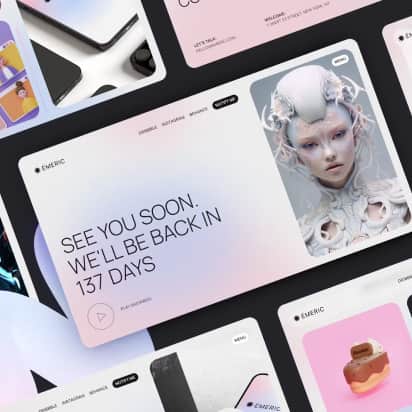 LET'S TALK:
WELCOME:
MENU
DRIBBBLE INSTAGRAM BEHANCE NOTIFY ME
EMERIC
SEE YOU SOON.
WE'LL BE BACK IN
137 DAYS
PLAY SHOWREEL
EMERIC
MENU
DRIBBBLE INSTAGRAM BEHANCE NOTIFY ME
EMERIC